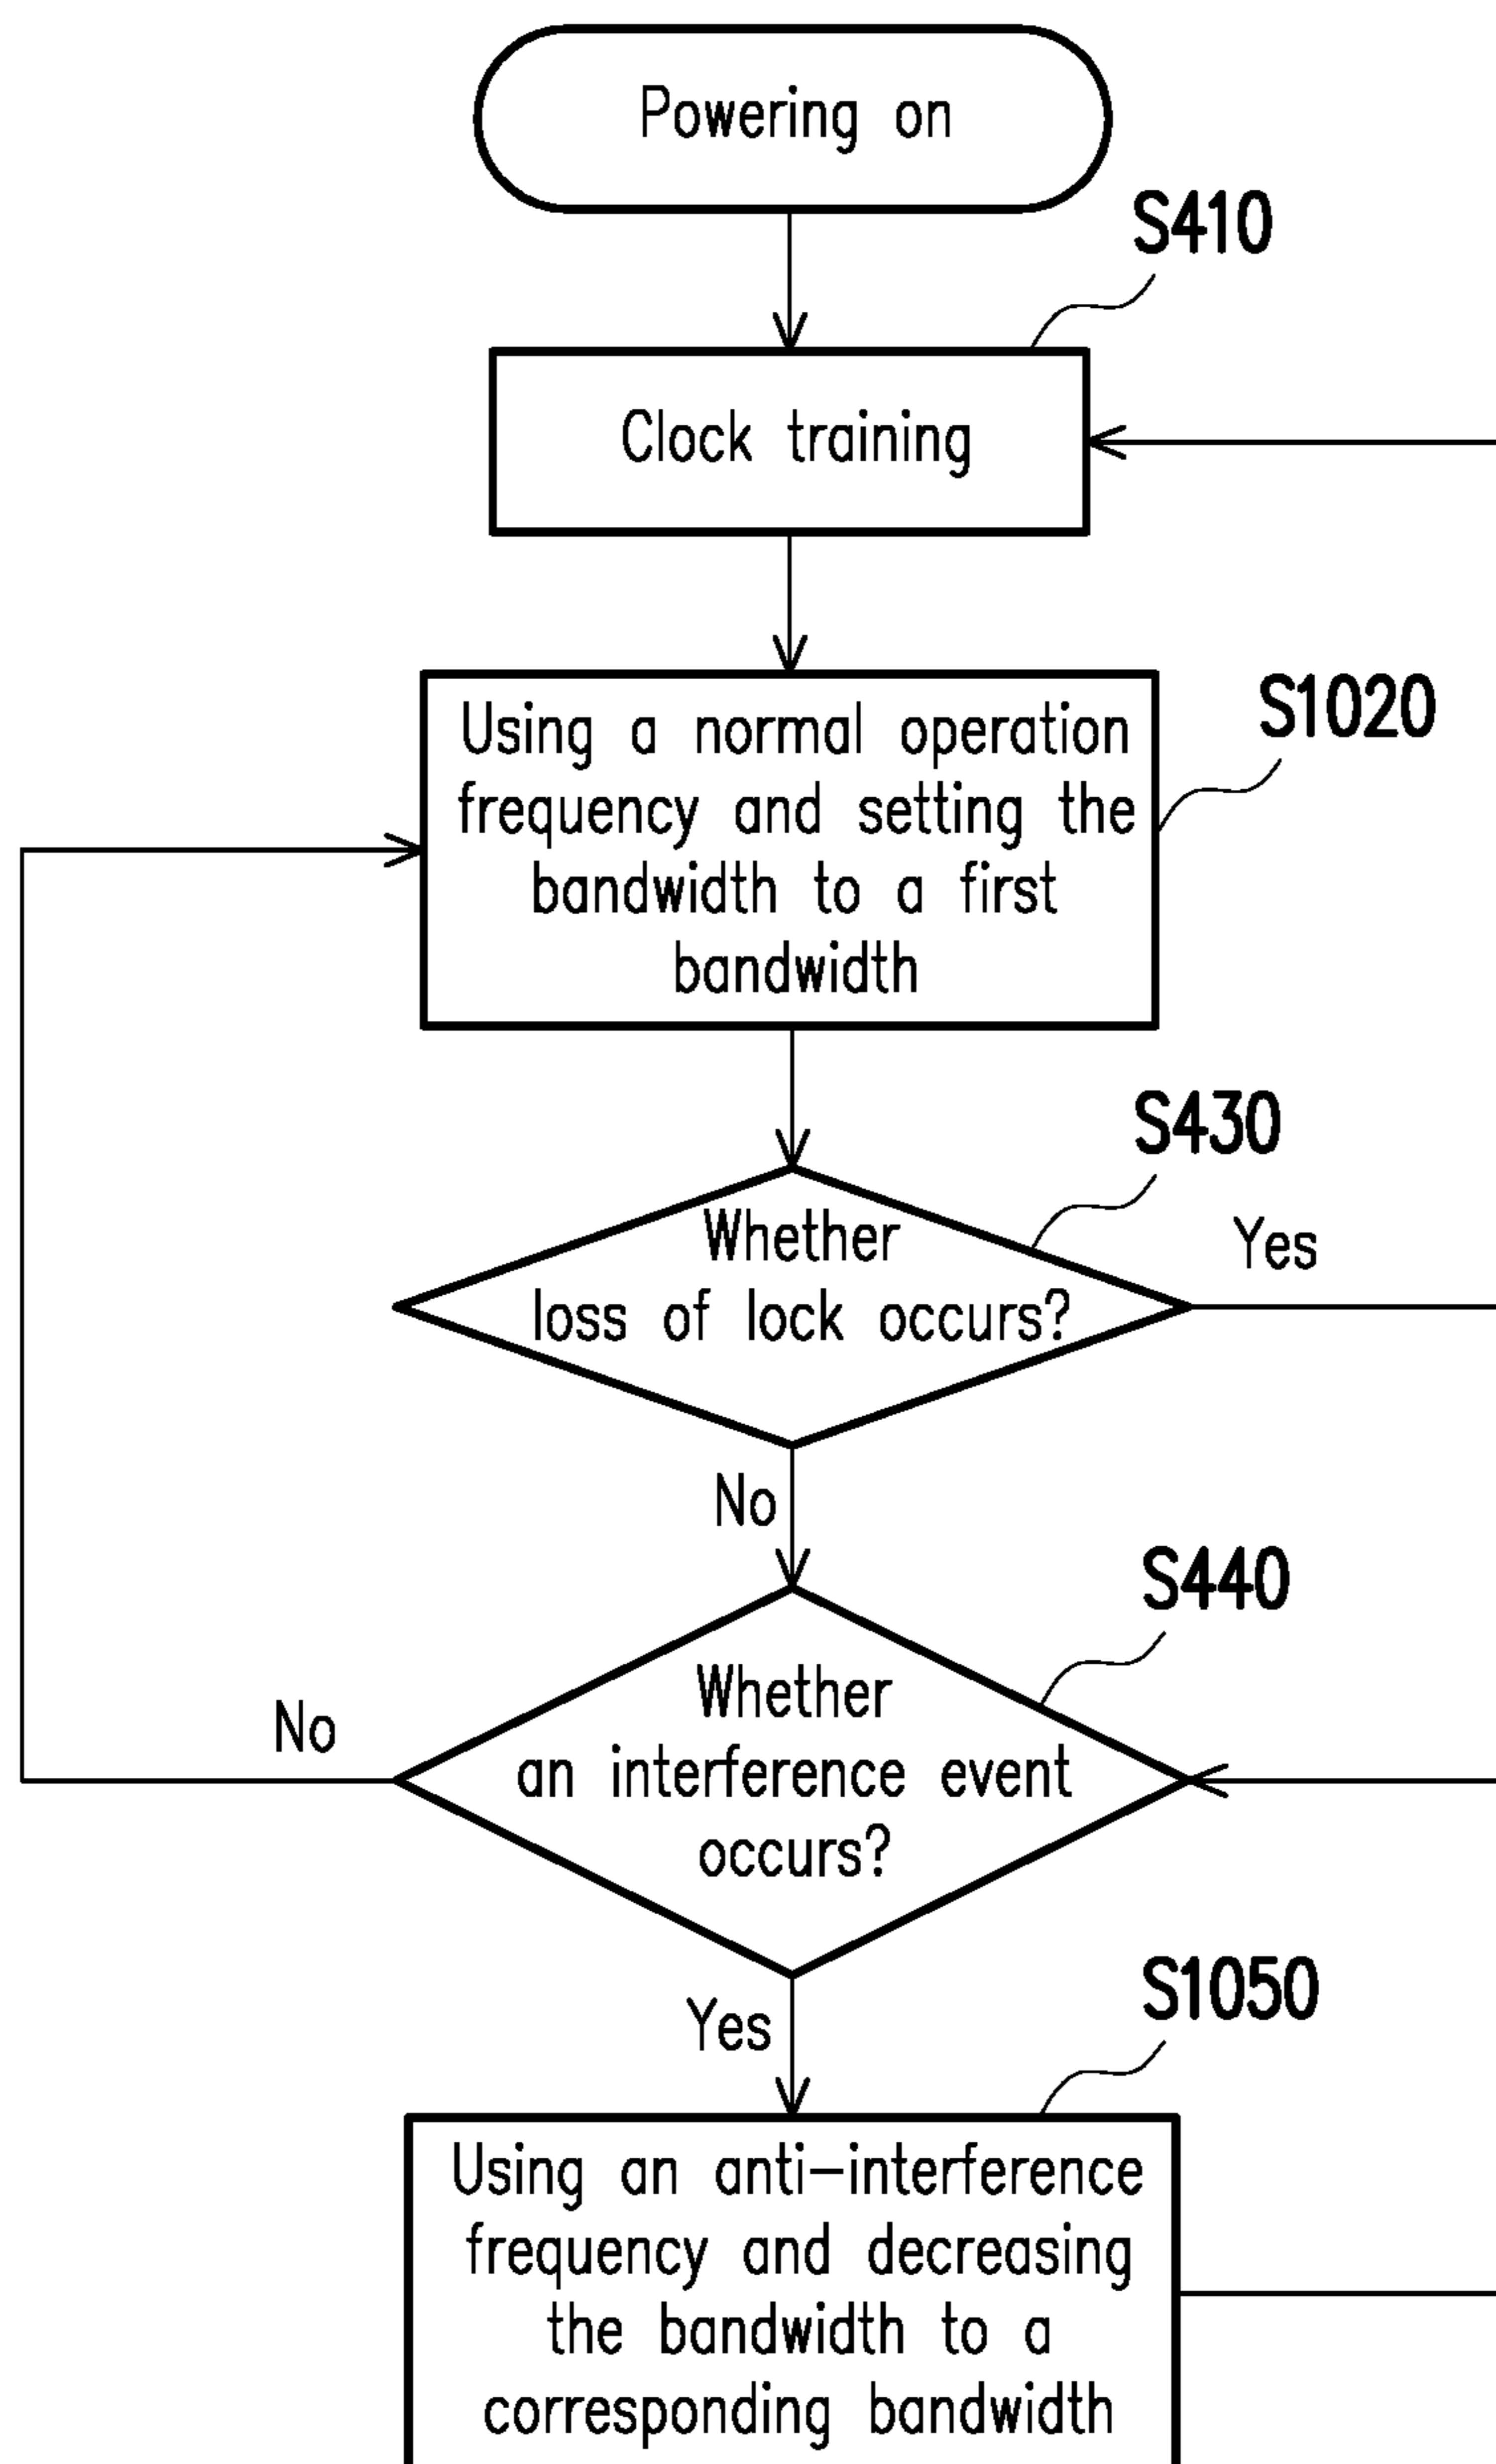 Powering on
S410
Clock training
S1020
Using a normal operation
frequency and setting the
bandwidth to a first
bandwidth
S430
Whether
loss of lock occurs?
Yes
No
S440
Whether
an interference event
occurs?
No
Yes
S1050
Using an anti-interference
frequency and decreasing
the bandwidth to a
corresponding bandwidth